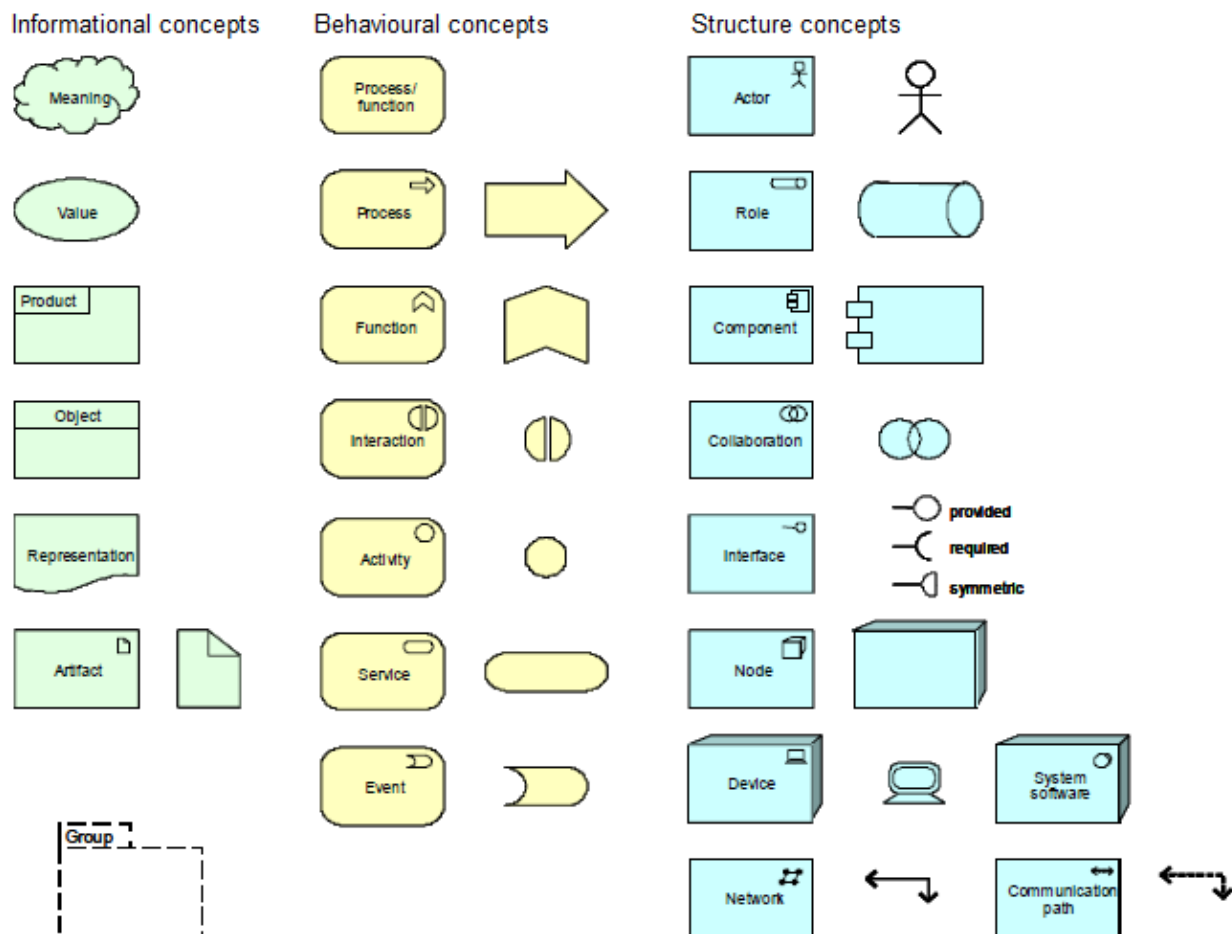 Informational concepts
Behavioural concepts
Structure concepts
Meaning
Process/
function
Actor
Value
Process
Role
Product
Function
Component
Object
Interaction
Collaboration
provided
Representation
Activity
Interface
required
symmetric
Artifact
Service
Node
Event
Device
System
software
Group
Network
Communication
path